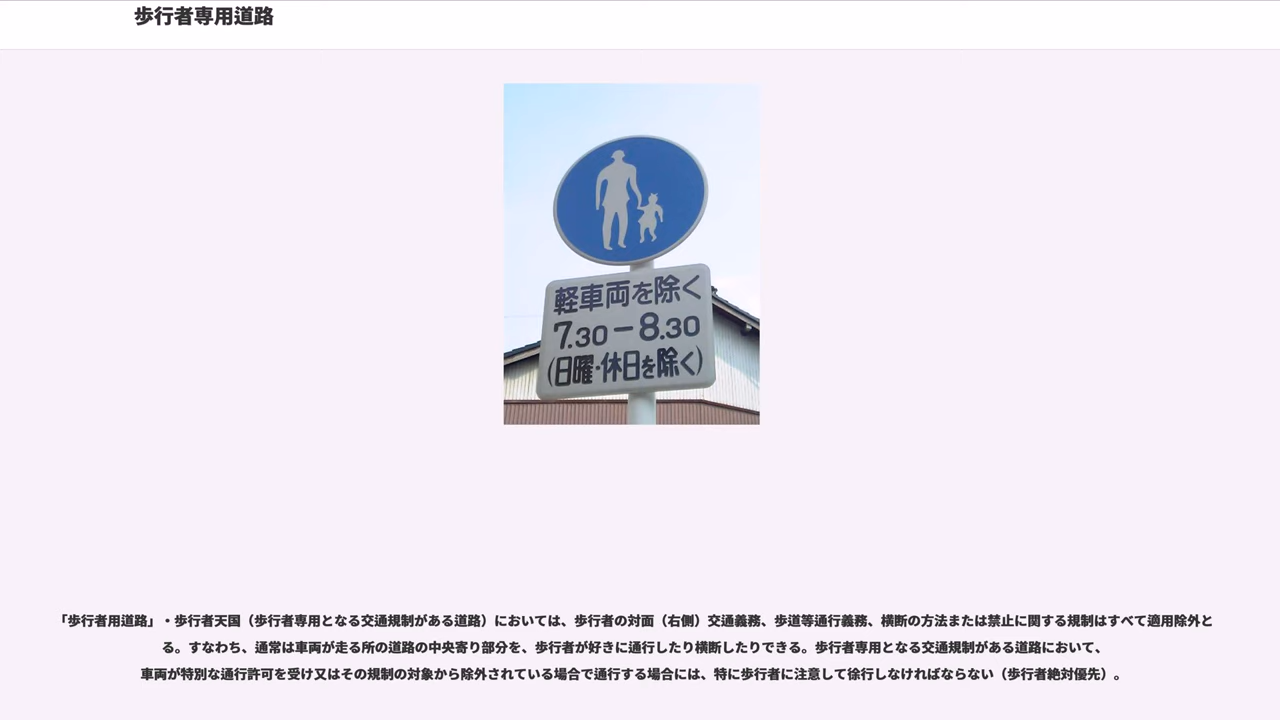 歩行者専用道路
軽車両を除く
7.30－8.30
(日曜･休日を除く)
「歩行者用道路」・歩行者天国（歩行者専用となる交通規制がある道路）においては、歩行者の対面（右側）交通義務、歩道等通行義務、横断の方法または禁止に関する規制はすべて適用除外と
る。すなわち、通常は車両が走る所の道路の中央寄り部分を、歩行者が好きに通行したり横断したりできる。歩行者専用となる交通規制がある道路において、
車両が特別な通行許可を受け又はその規制の対象から除外されている場合で通行する場合には、特に歩行者に注意して徐行しなければならない（歩行者絶対優先）。